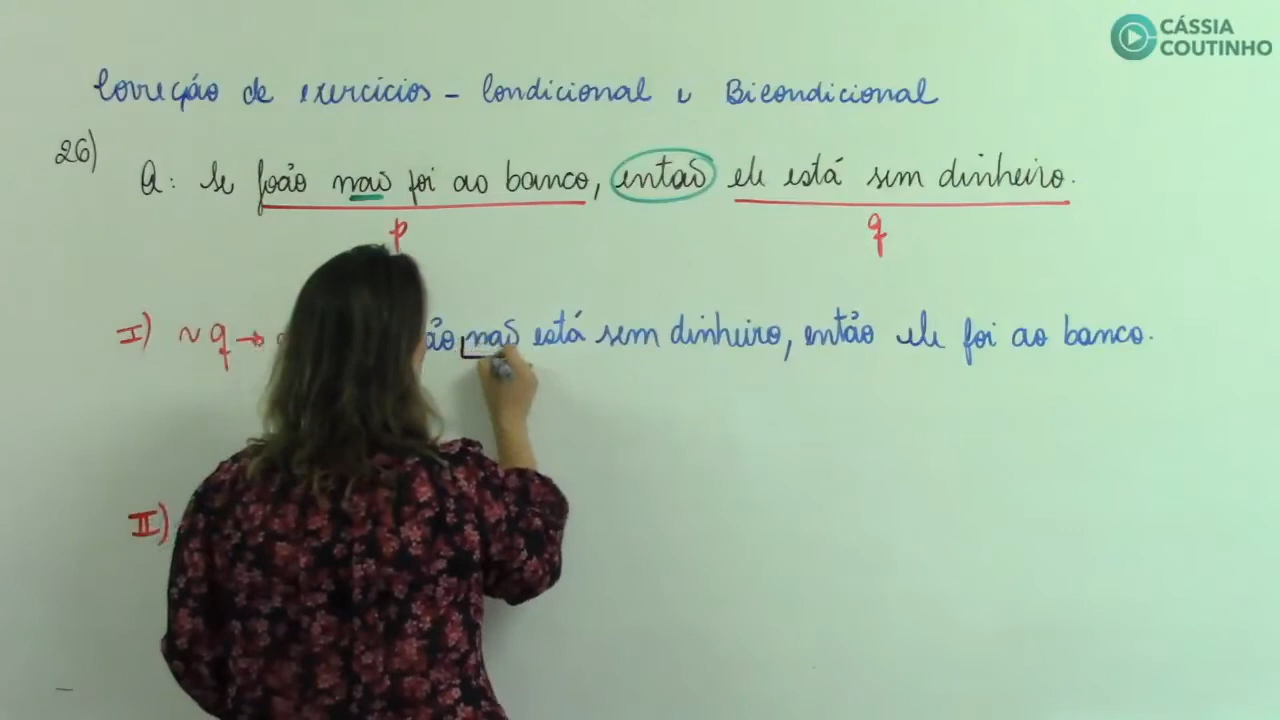 CÁSSIA
COUTINHO
Correção de exercícios - Condicional e Bicondicional
26)
A: Se João não foi ao banco, então ele está sem dinheiro.
p q
I) ~q → não está sem dinheiro, então ele foi ao banco.
II)